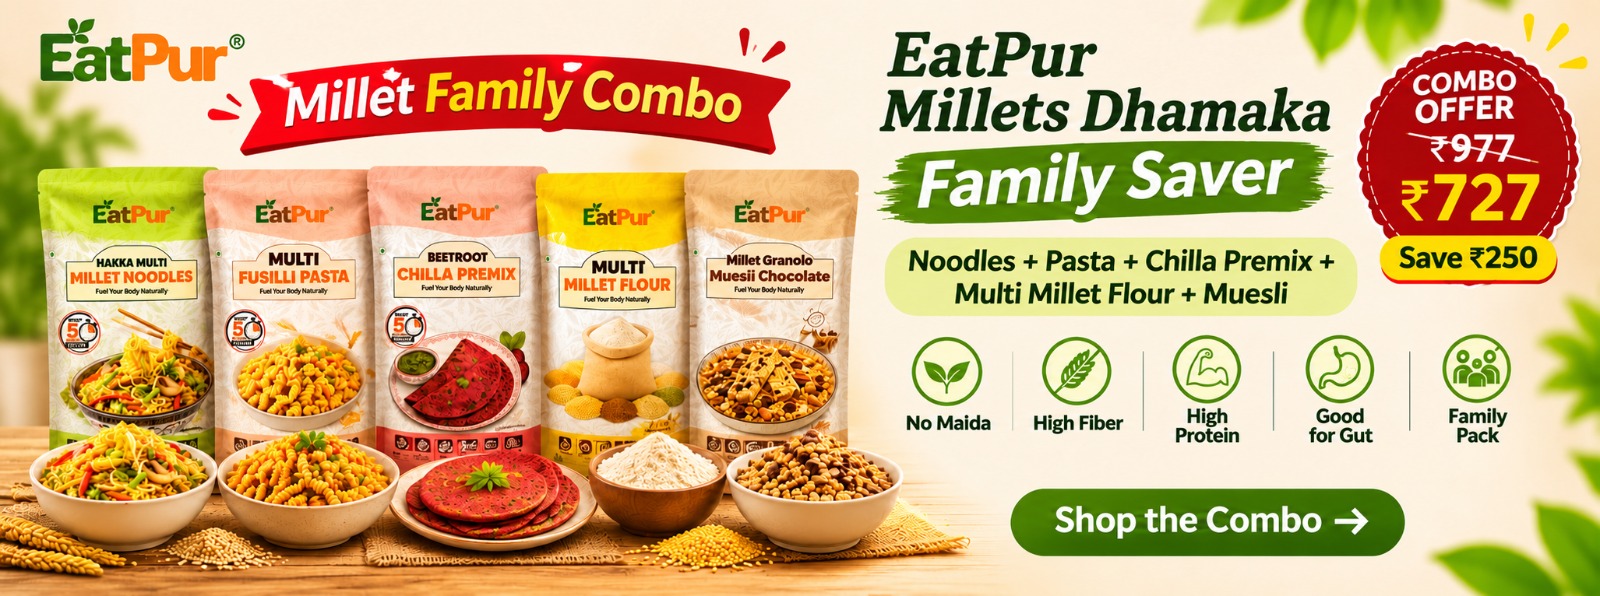 EatPur®
Millet Family Combo
EatPur
HAKKA MULTI
MILLET NOODLES
Fuel Your Body Naturally
5
EatPur
MULTI
FUSILLI PASTA
Fuel Your Body Naturally
5
EatPur
BEETROOT
CHILLA PREMIX
Fuel Your Body Naturally
5
EatPur
MULTI
MILLET FLOUR
Fuel Your Body Naturally
EatPur
Millet Granolo
Muesii Chocolate
Fuel Your Body Naturally
EatPur
Millets Dhamaka
Family Saver
Noodles + Pasta + Chilla Premix +
Multi Millet Flour + Muesli
COMBO
OFFER
₹977
₹727
Save ₹250
No Maida
High Fiber
High
Protein
Good
for Gut
Family
Pack
Shop the Combo →